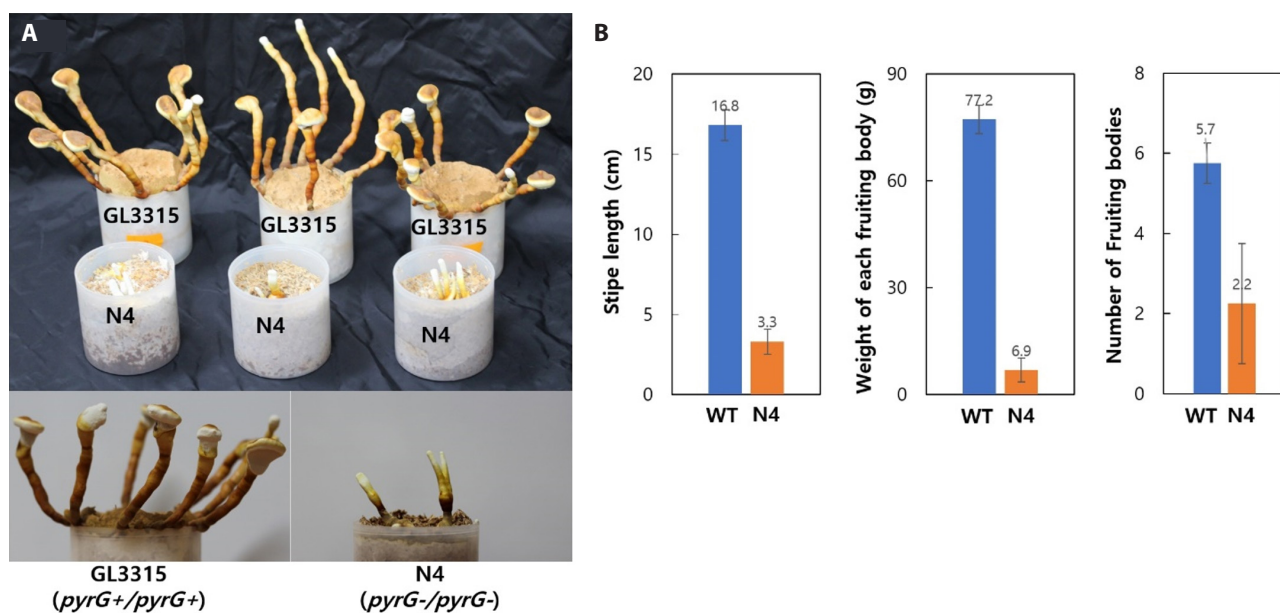 A
GL3315
GL3315
GL3315
N4
N4
N4
GL3315
(pyrG+/pyrG+)
N4
(pyrG-/pyrG-)
B
Stipe length (cm)
20
15
10
5
0
16.8
3.3
WT N4
Weight of each fruiting body (g)
90
60
30
0
77.2
6.9
WT N4
Number of Fruiting bodies
8
6
4
2
0
5.7
2.2
WT N4